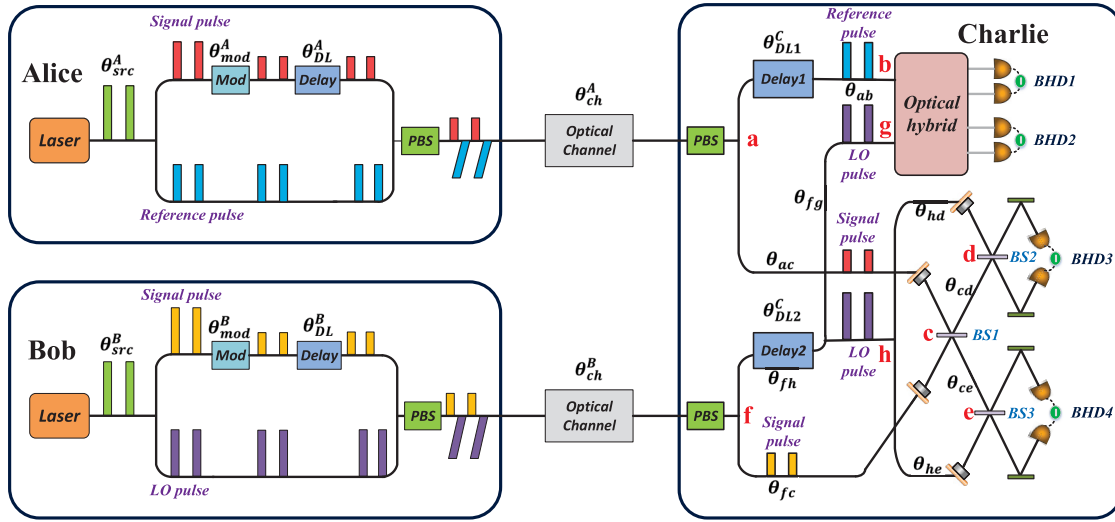 Alice
Signal pulse
θ^A_src
θ^A_mod
θ^A_DL
Laser
Mod
Delay
PBS
Reference pulse
θ^A_ch
Optical
Channel
Bob
Signal pulse
θ^B_src
θ^B_mod
θ^B_DL
Laser
Mod
Delay
PBS
LO pulse
θ^B_ch
Optical
Channel
Charlie
Reference
pulse
θ^C_DL1
Delay1
b
θ_ab
PBS
a
g
LO
pulse
Optical
hybrid
BHD1
BHD2
θ_fg
θ_hd
Signal
pulse
θ_ac
d
BS2
BHD3
θ_cd
θ^C_DL2
Delay2
θ_fh
LO
pulse
h
c
BS1
θ_ce
PBS
f
e
BS3
BHD4
Signal
pulse
θ_fc
θ_he